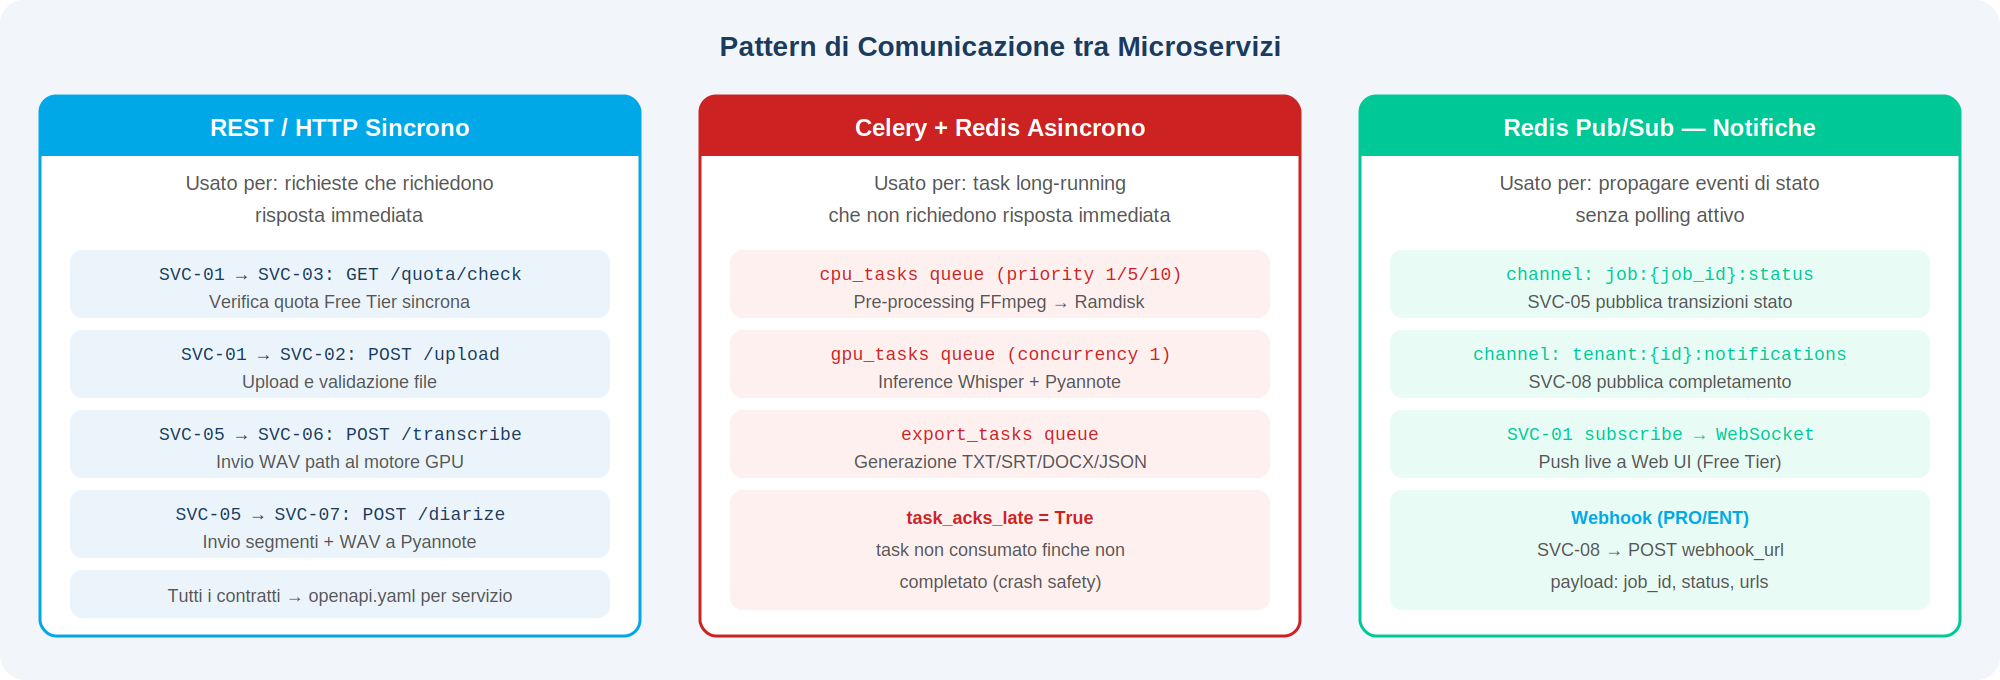 Pattern di Comunicazione tra Microservizi
REST / HTTP Sincrono
Usato per: richieste che richiedono
risposta immediata
SVC-01 → SVC-03: GET /quota/check
Verifica quota Free Tier sincrona
SVC-01 → SVC-02: POST /upload
Upload e validazione file
SVC-05 → SVC-06: POST /transcribe
Invio WAV path al motore GPU
SVC-05 → SVC-07: POST /diarize
Invio segmenti + WAV a Pyannote
Tutti i contratti → openapi.yaml per servizio
Celery + Redis Asincrono
Usato per: task long-running
che non richiedono risposta immediata
cpu_tasks queue (priority 1/5/10)
Pre-processing FFmpeg → Ramdisk
gpu_tasks queue (concurrency 1)
Inference Whisper + Pyannote
export_tasks queue
Generazione TXT/SRT/DOCX/JSON
task_acks_late = True
task non consumato finche non
completato (crash safety)
Redis Pub/Sub — Notifiche
Usato per: propagare eventi di stato
senza polling attivo
channel: job:{job_id}:status
SVC-05 pubblica transizioni stato
channel: tenant:{id}:notifications
SVC-08 pubblica completamento
SVC-01 subscribe → WebSocket
Push live a Web UI (Free Tier)
Webhook (PRO/ENT)
SVC-08 → POST webhook_url
payload: job_id, status, urls